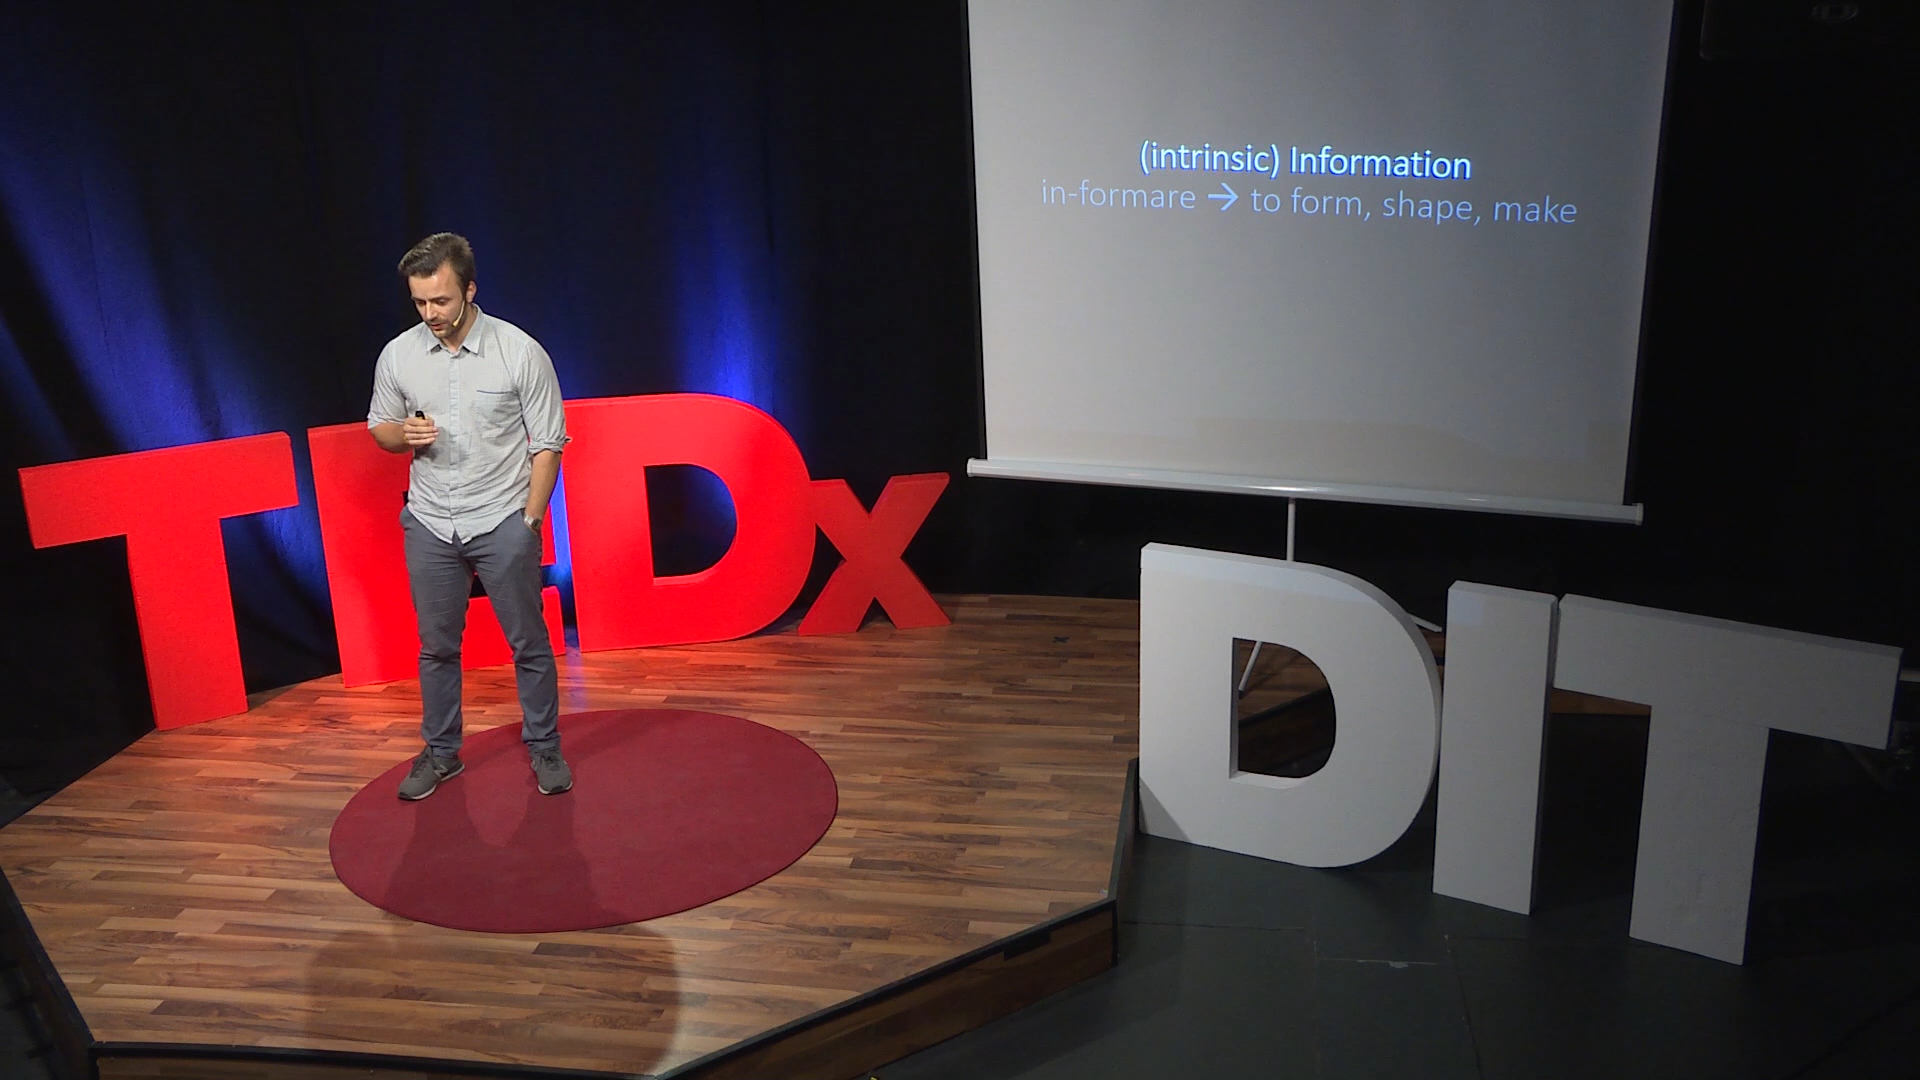 (intrinsic) Information
in-formare → to form, shape, make
TEDx
DIT